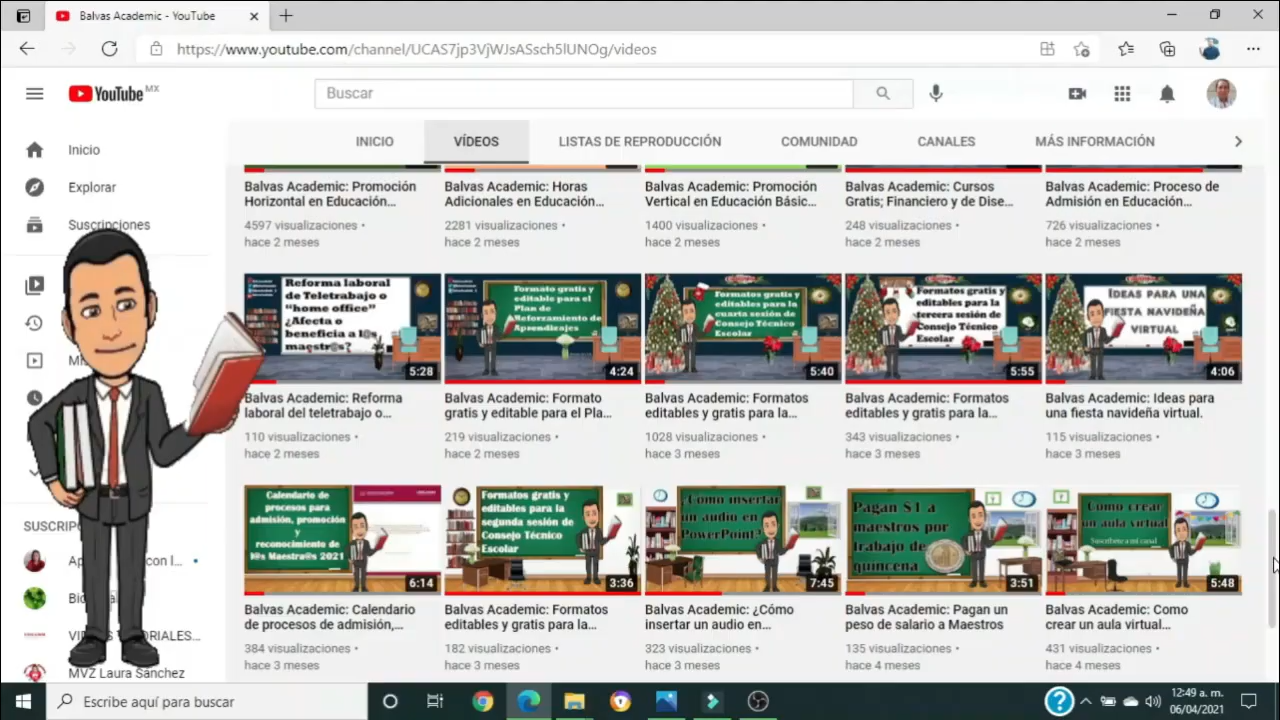 Balvas Academic - YouTube
https://www.youtube.com/channel/UCAS7jp3VjWJsASsch5lUNOg/videos
YouTube MX
Buscar
INICIO VÍDEOS LISTAS DE REPRODUCCIÓN COMUNIDAD CANALES MÁS INFORMACIÓN
Inicio
Explorar
Suscripciones
Balvas Academic: Promoción
Horizontal en Educación...
4597 visualizaciones •
hace 2 meses
Balvas Academic: Horas
Adicionales en Educación...
2281 visualizaciones •
hace 2 meses
Balvas Academic: Promoción
Vertical en Educación Básic...
1400 visualizaciones •
hace 2 meses
Balvas Academic: Cursos
Gratis; Financiero y de Dise...
248 visualizaciones •
hace 2 meses
Balvas Academic: Proceso de
Admisión en Educación...
726 visualizaciones •
hace 2 meses
Reforma laboral
de Teletrabajo o
"home office"
¿Afecta o
beneficia a l@s
maestr@s?
5:28
Balvas Academic: Reforma
laboral del teletrabajo o...
110 visualizaciones •
hace 2 meses
Formato gratis y
editable para el
Plan de
Reforzamiento de
Aprendizajes
4:24
Balvas Academic: Formato
gratis y editable para el Pla...
219 visualizaciones •
hace 2 meses
Formatos gratis y
editables para la
cuarta sesión de
Consejo Técnico
Escolar
5:40
Balvas Academic: Formatos
editables y gratis para la...
1028 visualizaciones •
hace 3 meses
Formatos gratis y
editables para la
tercera sesión de
Consejo Técnico
Escolar
5:55
Balvas Academic: Formatos
editables y gratis para la...
343 visualizaciones •
hace 3 meses
IDEAS PARA UNA
FIESTA NAVIDEÑA
VIRTUAL
4:06
Balvas Academic: Ideas para
una fiesta navideña virtual.
115 visualizaciones •
hace 3 meses
Calendario de
procesos para
admisión, promoción
y
reconocimiento de
l@s Maestr@s 2021
6:14
Balvas Academic: Calendario
de procesos de admisión,...
384 visualizaciones •
hace 3 meses
Formatos gratis y
editables para la
segunda sesión de
Consejo Técnico
Escolar
3:36
Balvas Academic: Formatos
editables y gratis para la...
182 visualizaciones •
hace 3 meses
¿Como insertar
un audio en
PowerPoint?
7:45
Balvas Academic: ¿Cómo
insertar un audio en...
323 visualizaciones •
hace 3 meses
Pagan $1 a
maestros por
trabajo de
quincena
3:51
Balvas Academic: Pagan un
peso de salario a Maestros
135 visualizaciones •
hace 4 meses
Como crear
un aula virtual
Suscríbete a mi canal
5:48
Balvas Academic: Como
crear un aula virtual...
431 visualizaciones •
hace 4 meses
MVZ Laura Sánchez
Escribe aquí para buscar
12:49 a. m.
06/04/2021